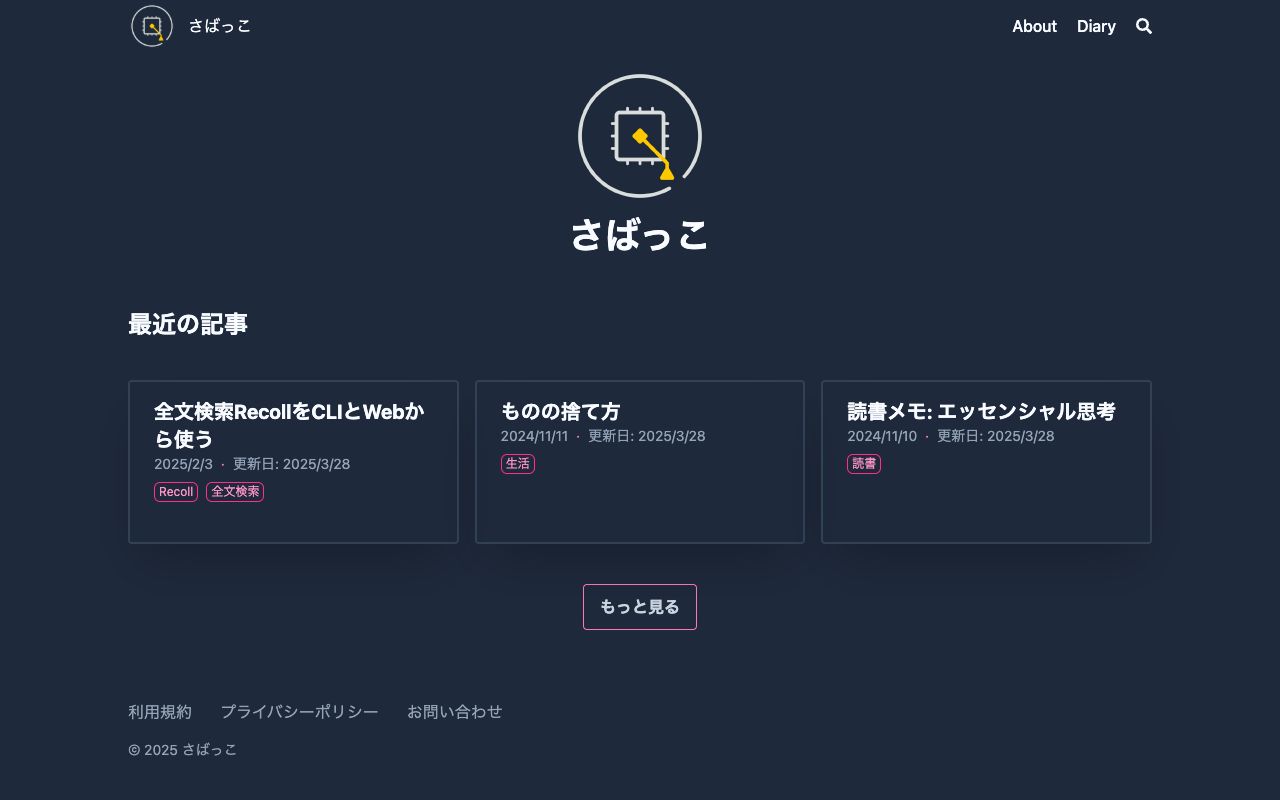 さばっこ
About Diary
さばっこ
最近の記事
全文検索RecollをCLIとWebか
ら使う
2025/2/3 · 更新日: 2025/3/28
Recoll 全文検索
ものの捨て方
2024/11/11 · 更新日: 2025/3/28
生活
読書メモ: エッセンシャル思考
2024/11/10 · 更新日: 2025/3/28
読書
もっと見る
利用規約 プライバシーポリシー お問い合わせ
© 2025 さばっこ